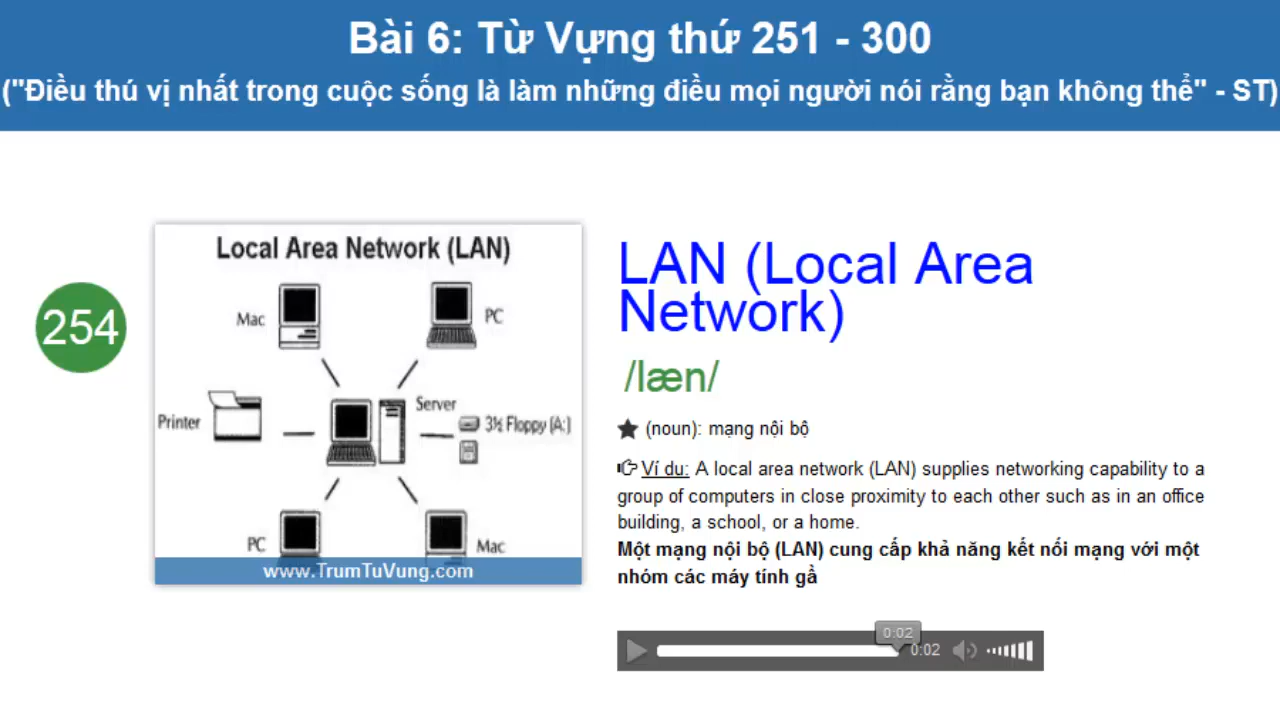 Bài 6: Từ Vựng thứ 251 - 300
("Điều thú vị nhất trong cuộc sống là làm những điều mọi người nói rằng bạn không thể" - ST)
254
Local Area Network (LAN)
Mac
PC
Printer
Server
3½ Floppy (A:)
PC
Mac
www.TrumTuVung.com
LAN (Local Area
Network)
/læn/
(noun): mạng nội bộ
Ví du: A local area network (LAN) supplies networking capability to a
group of computers in close proximity to each other such as in an office
building, a school, or a home.
Một mạng nội bộ (LAN) cung cấp khả năng kết nối mạng với một
nhóm các máy tính gầ
0:02
0:02